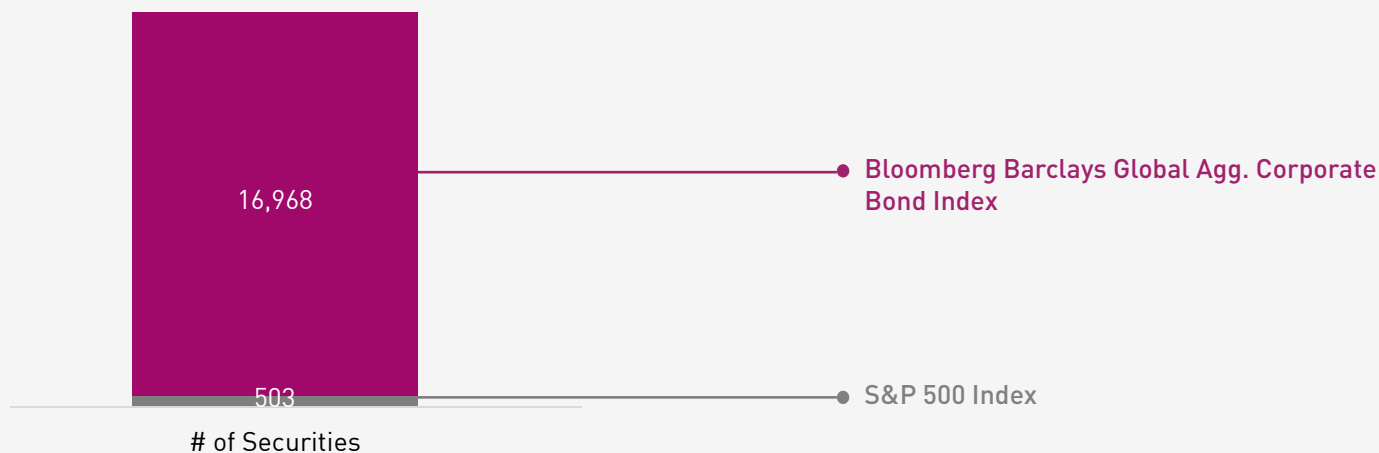 16,968
Bloomberg Barclays Global Agg. Corporate
Bond Index
503
S&P 500 Index
# of Securities